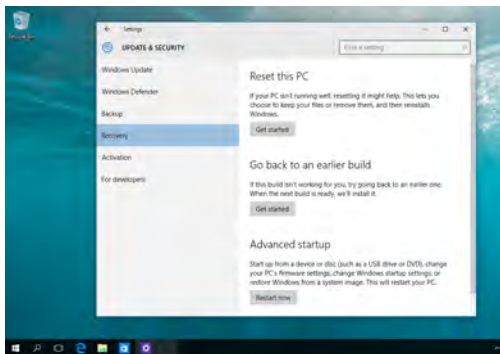 Settings
UPDATE & SECURITY
Find a setting
Windows Update
Windows Defender
Backup
Recovery
Activation
For developers
Reset this PC
If your PC isn't running well, resetting it might help. This lets you
choose to keep your files or remove them, and then reinstalls
Windows.
Get started
Go back to an earlier build
If this build isn't working for you, try going back to an earlier one.
When the next build is ready, we'll install it.
Get started
Advanced startup
Start up from a device or disc (such as a USB drive or DVD), change
your PC's firmware settings, change Windows startup settings, or
restore Windows from a system image. This will restart your PC.
Restart now